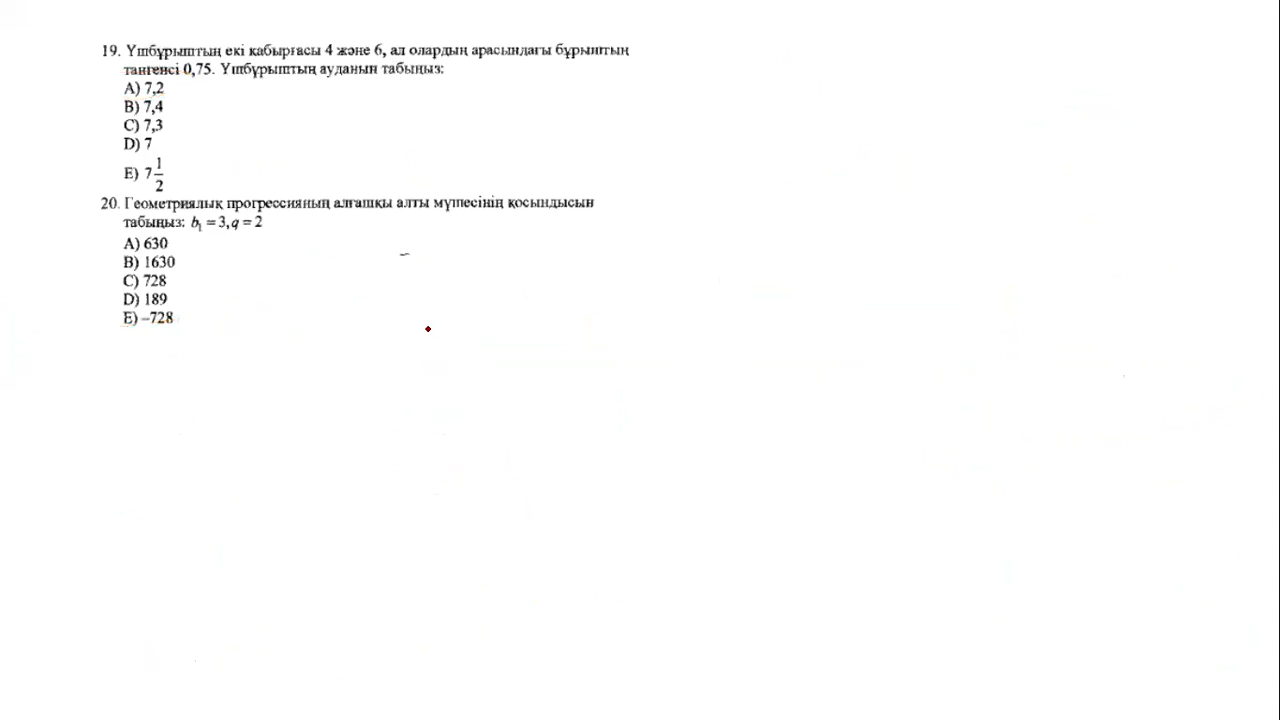 19. Үшбұрыштың екі қабырғасы 4 және 6, ал олардың арасындағы бұрыштың
тангенсі 0,75. Үшбұрыштың ауданын табыңыз:
A) 7,2
B) 7,4
C) 7,3
D) 7
E) 7 1/2
20. Геометриялық прогрессияның алғашқы алты мүшесінің қосындысын
табыңыз: b₁ = 3, q = 2
A) 630
B) 1630
C) 728
D) 189
E) –728